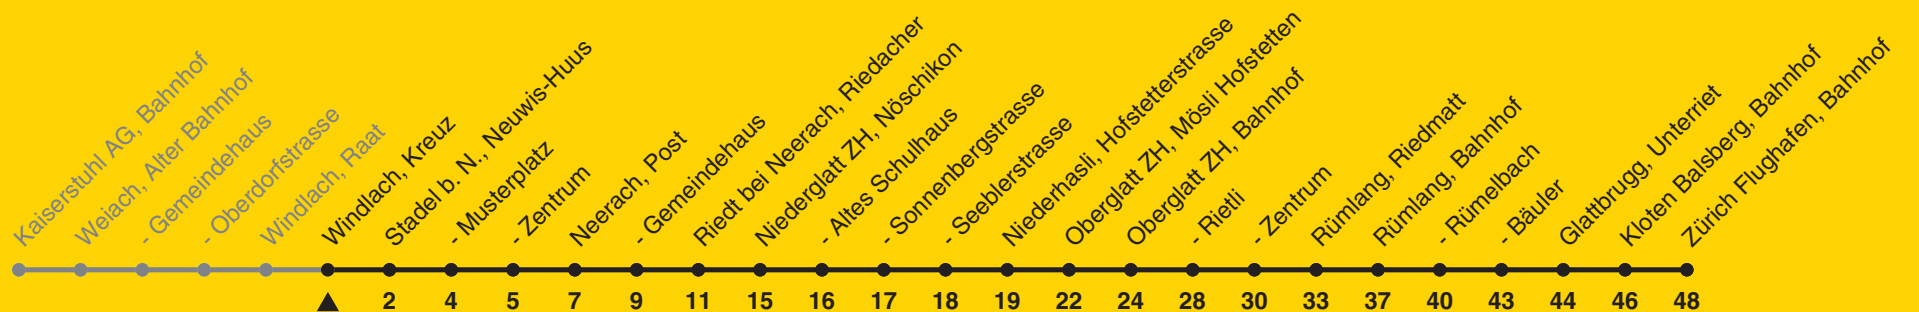 Kaiserstuhl AG, Bahnhof
Weiach, Alter Bahnhof
- Gemeindehaus
- Oberdorfstrasse
Windlach, Raat
Windlach, Kreuz
Stadel b. N., Neuwis-Huus
- Musterplatz
- Zentrum
Neerach, Post
- Gemeindehaus
Riedt bei Neerach, Riedacher
Niederglatt ZH, Nöschikon
- Altes Schulhaus
- Sonnenbergstrasse
- Seeblerstrasse
Niederhasli, Hofstetterstrasse
Oberglatt ZH, Mösli Hofstetten
Oberglatt ZH, Bahnhof
- Rietli
- Zentrum
Rümlang, Riedmatt
Rümlang, Bahnhof
- Rümelbach
- Bäuler
Glattbrugg, Unterriet
Kloten Balsberg, Bahnhof
Zürich Flughafen, Bahnhof
2 4 5 7 9 11 15 16 17 18 19 22 24 28 30 33 37 40 43 44 46 48